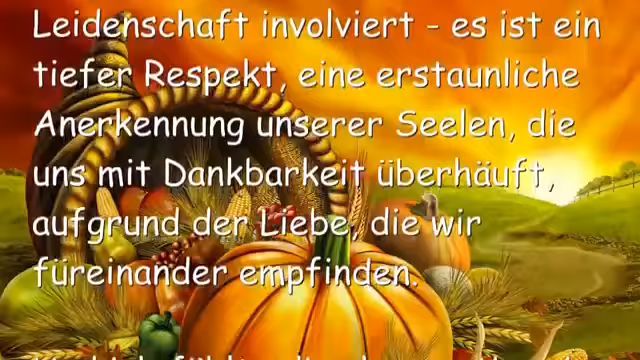 Leidenschaft involviert - es ist ein
tiefer Respekt, eine erstaunliche
Anerkennung unserer Seelen, die
uns mit Dankbarkeit überhäuft,
aufgrund der Liebe, die wir
füreinander empfinden.